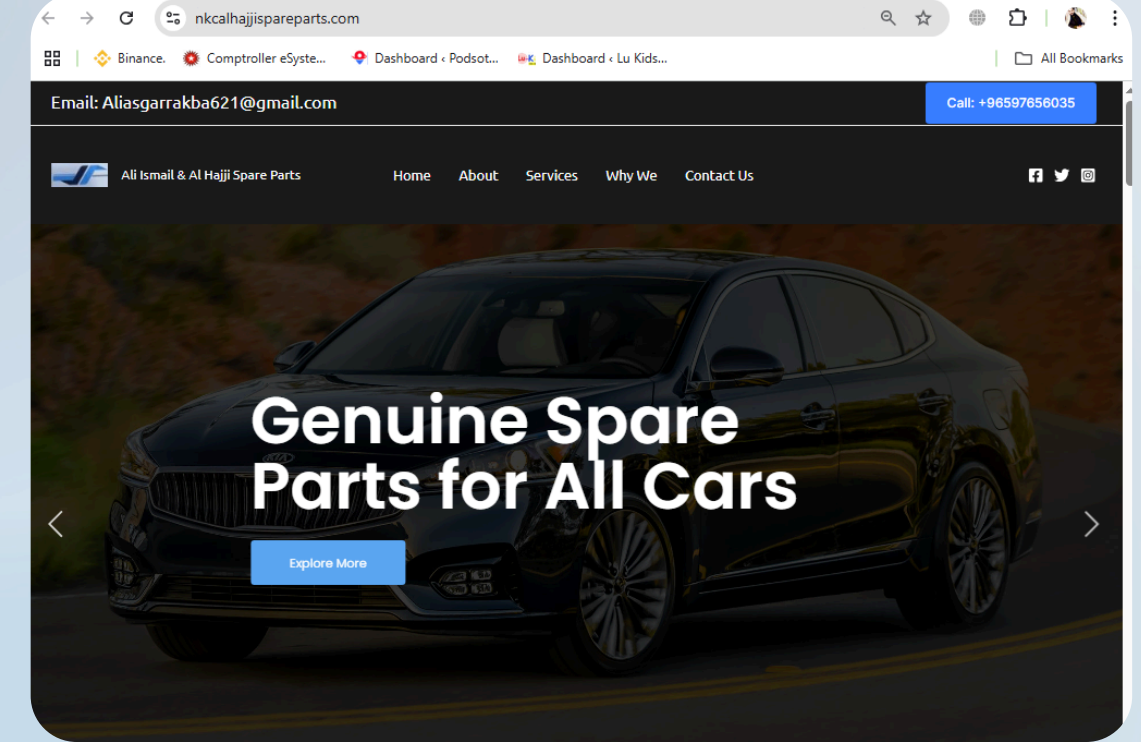 nkcalhajjispareparts.com
Binance. Comptroller eSyste... Dashboard ‹ Podsot... Dashboard ‹ Lu Kids... All Bookmarks
Email: Aliasgarrakba621@gmail.com Call: +96597656035
Ali Ismail & Al Hajji Spare Parts Home About Services Why We Contact Us
KIA
Genuine Spare
Parts for All Cars
Explore More